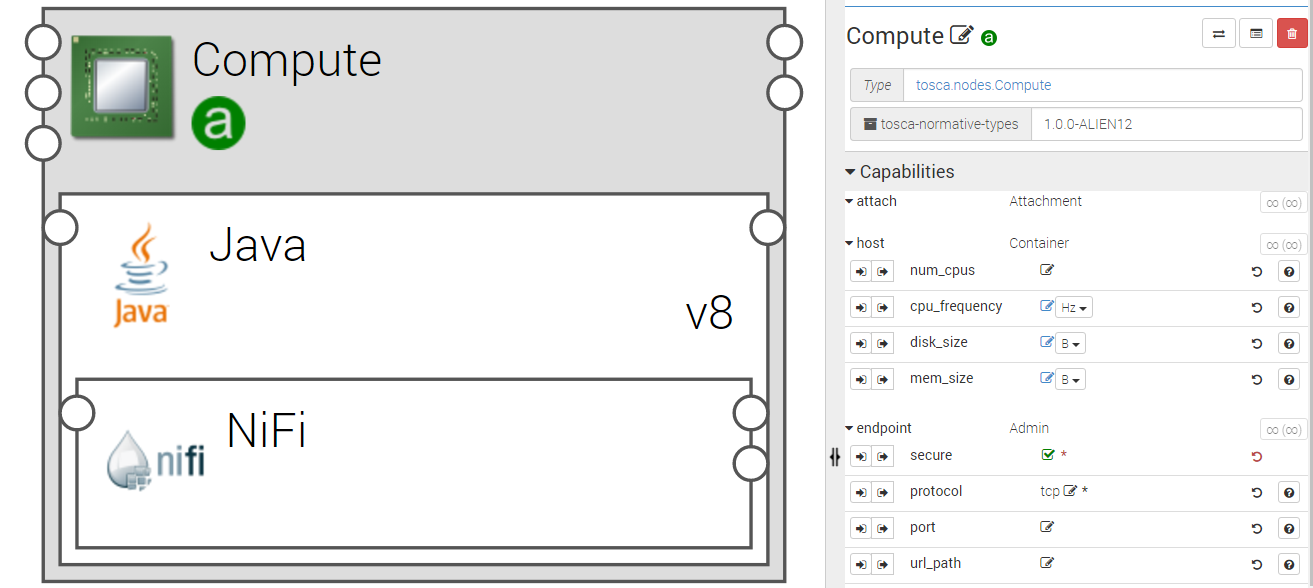 Compute
a
Java
Java
v8
NiFi
nifi
Compute a
Type tosca.nodes.Compute
tosca-normative-types 1.0.0-ALIEN12
Capabilities
attach Attachment ∞ (∞)
host Container ∞ (∞)
num_cpus
cpu_frequency Hz
disk_size B
mem_size B
endpoint Admin ∞ (∞)
secure *
protocol tcp *
port
url_path